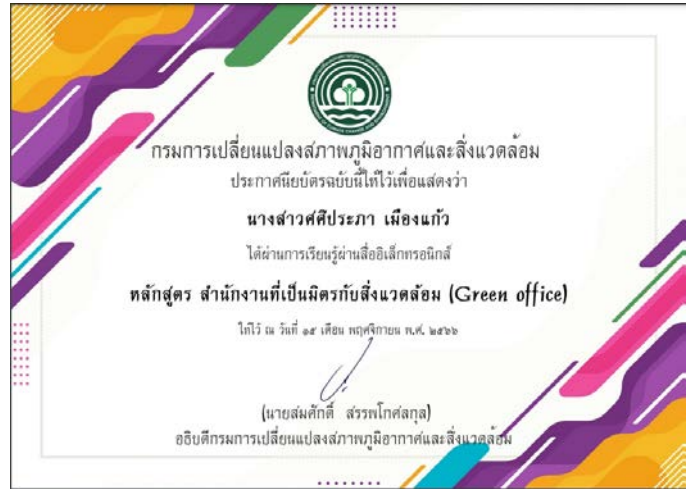 กรมการเปลี่ยนแปลงสภาพภูมิอากาศและสิ่งแวดล้อม
ประกาศนียบัตรฉบับนี้ให้ไว้เพื่อแสดงว่า
นางสาวศศิประภา เมืองแก้ว
ได้ผ่านการเรียนรู้ผ่านสื่ออิเล็กทรอนิกส์
หลักสูตร สำนักงานที่เป็นมิตรกับสิ่งแวดล้อม (Green office)
ให้ไว้ ณ วันที่ ๑๕ เดือน พฤศจิกายน พ.ศ. ๒๕๖๖
(นายสมศักดิ์ สรรพโกศลกุล)
อธิบดีกรมการเปลี่ยนแปลงสภาพภูมิอากาศและสิ่งแวดล้อม